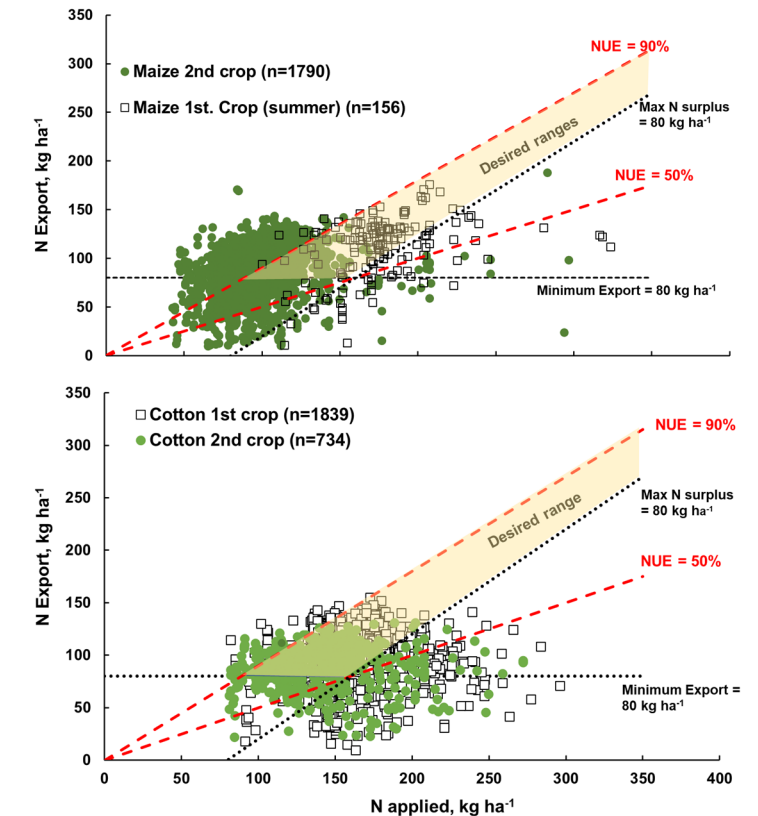 350
300
250
200
150
100
50
0
N Export, kg ha-1
Maize 2nd crop (n=1790)
Maize 1st. Crop (summer) (n=156)
NUE = 90%
Max N surplus
= 80 kg ha-1
Desired ranges
NUE = 50%
Minimum Export = 80 kg ha-1
350
300
250
200
150
100
50
0
N Export, kg ha-1
Cotton 1st crop (n=1839)
Cotton 2nd crop (n=734)
NUE = 90%
Max N surplus
= 80 kg ha-1
Desired range
NUE = 50%
Minimum Export =
80 kg ha-1
0 50 100 150 200 250 300 350 400
N applied, kg ha-1